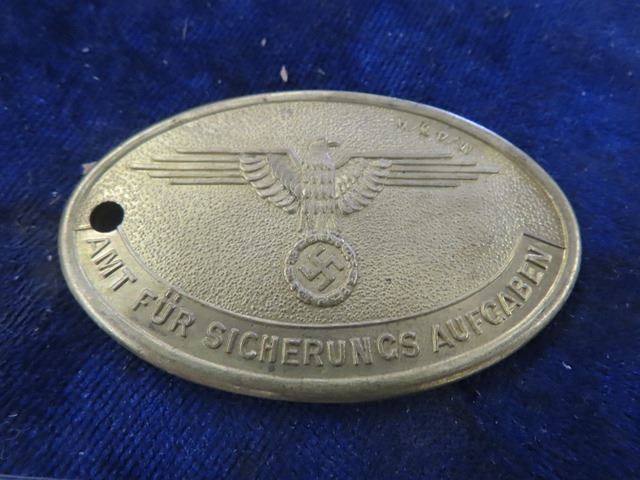 AMT FÜR SICHERUNGS AUFGABEN